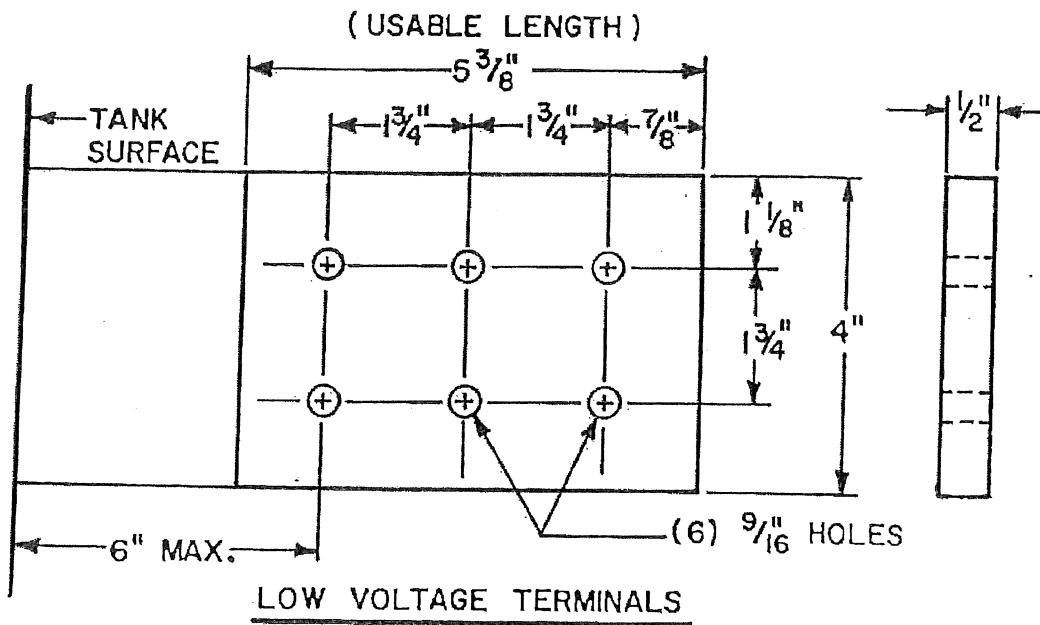 (USABLE LENGTH)
5 3/8"
1 3/4"
1 3/4"
7/8"
1/2"
TANK
SURFACE
1 1/8"
1 3/4"
4"
6" MAX.
(6) 9/16" HOLES
LOW VOLTAGE TERMINALS